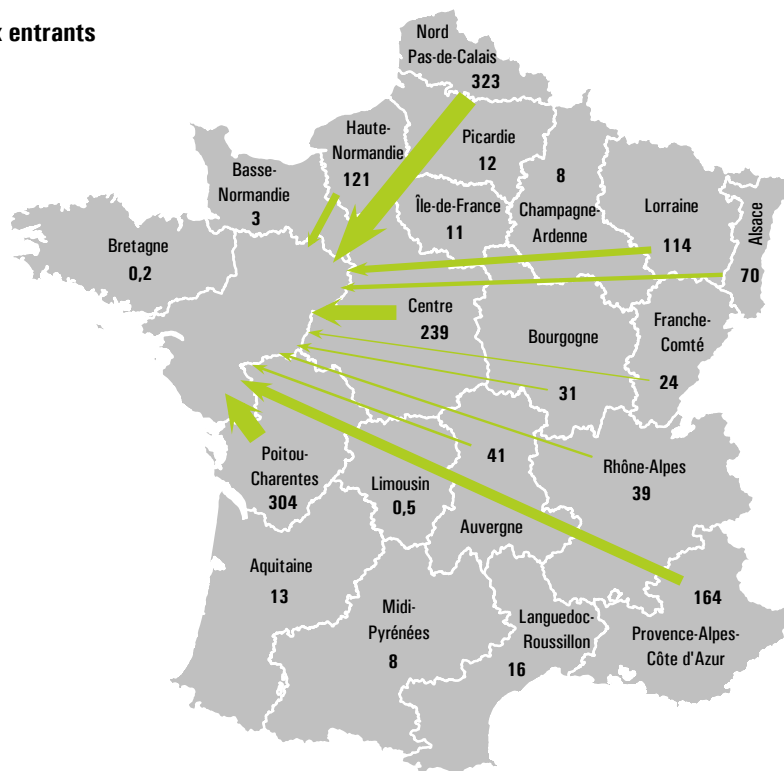 x entrants
Nord
Pas-de-Calais
323
Haute-
Normandie
121
Picardie
12
8
Champagne-
Ardenne
Basse-
Normandie
3
Île-de-France
11
Lorraine
114
Alsace
70
Bretagne
0,2
Centre
239
Bourgogne
31
Franche-
Comté
24
Poitou-
Charentes
304
Limousin
0,5
41
Auvergne
Rhône-Alpes
39
Aquitaine
13
Midi-
Pyrénées
8
Languedoc-
Roussillon
16
164
Provence-Alpes-
Côte d'Azur